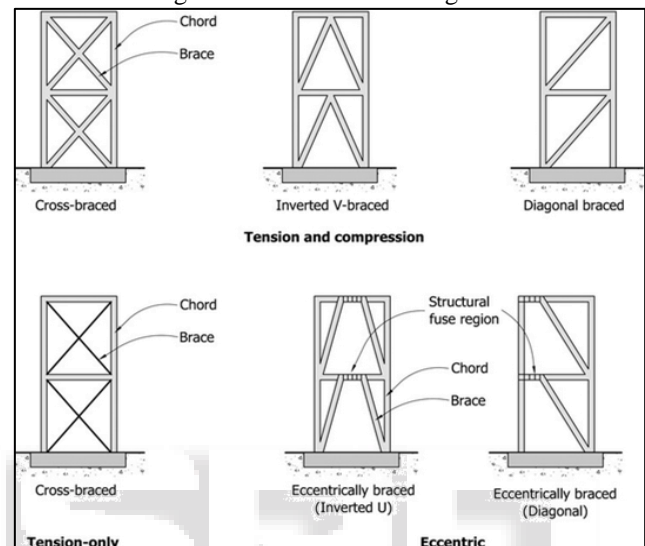 Chord
Brace
Cross-braced
Inverted V-braced
Diagonal braced
Tension and compression
Chord
Brace
Structural
fuse region
Chord
Brace
Cross-braced
Eccentrically braced
(Inverted U)
Eccentrically braced
(Diagonal)
Tension-only
Eccentric